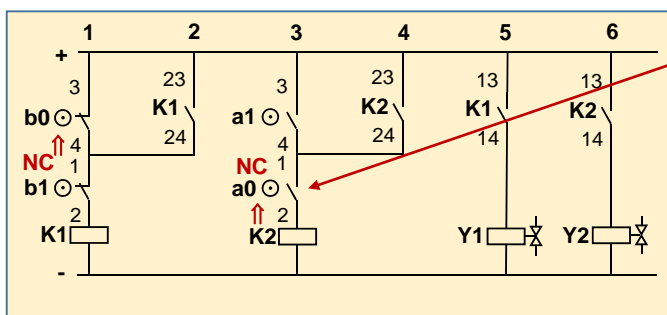 1 2 3 4 5 6
+
3 23 3 23 13 13
b0 K1 a1 K2 K1 K2
4 24 4 24 14 14
NC 1 NC 1
b1 a0
2 2
K1 K2 Y1 Y2
-